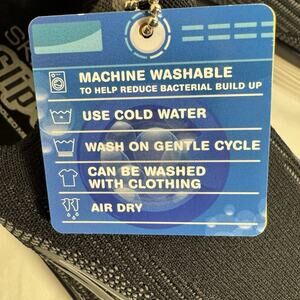 MACHINE WASHABLE
TO HELP REDUCE BACTERIAL BUILD UP
USE COLD WATER
WASH ON GENTLE CYCLE
CAN BE WASHED
WITH CLOTHING
AIR DRY